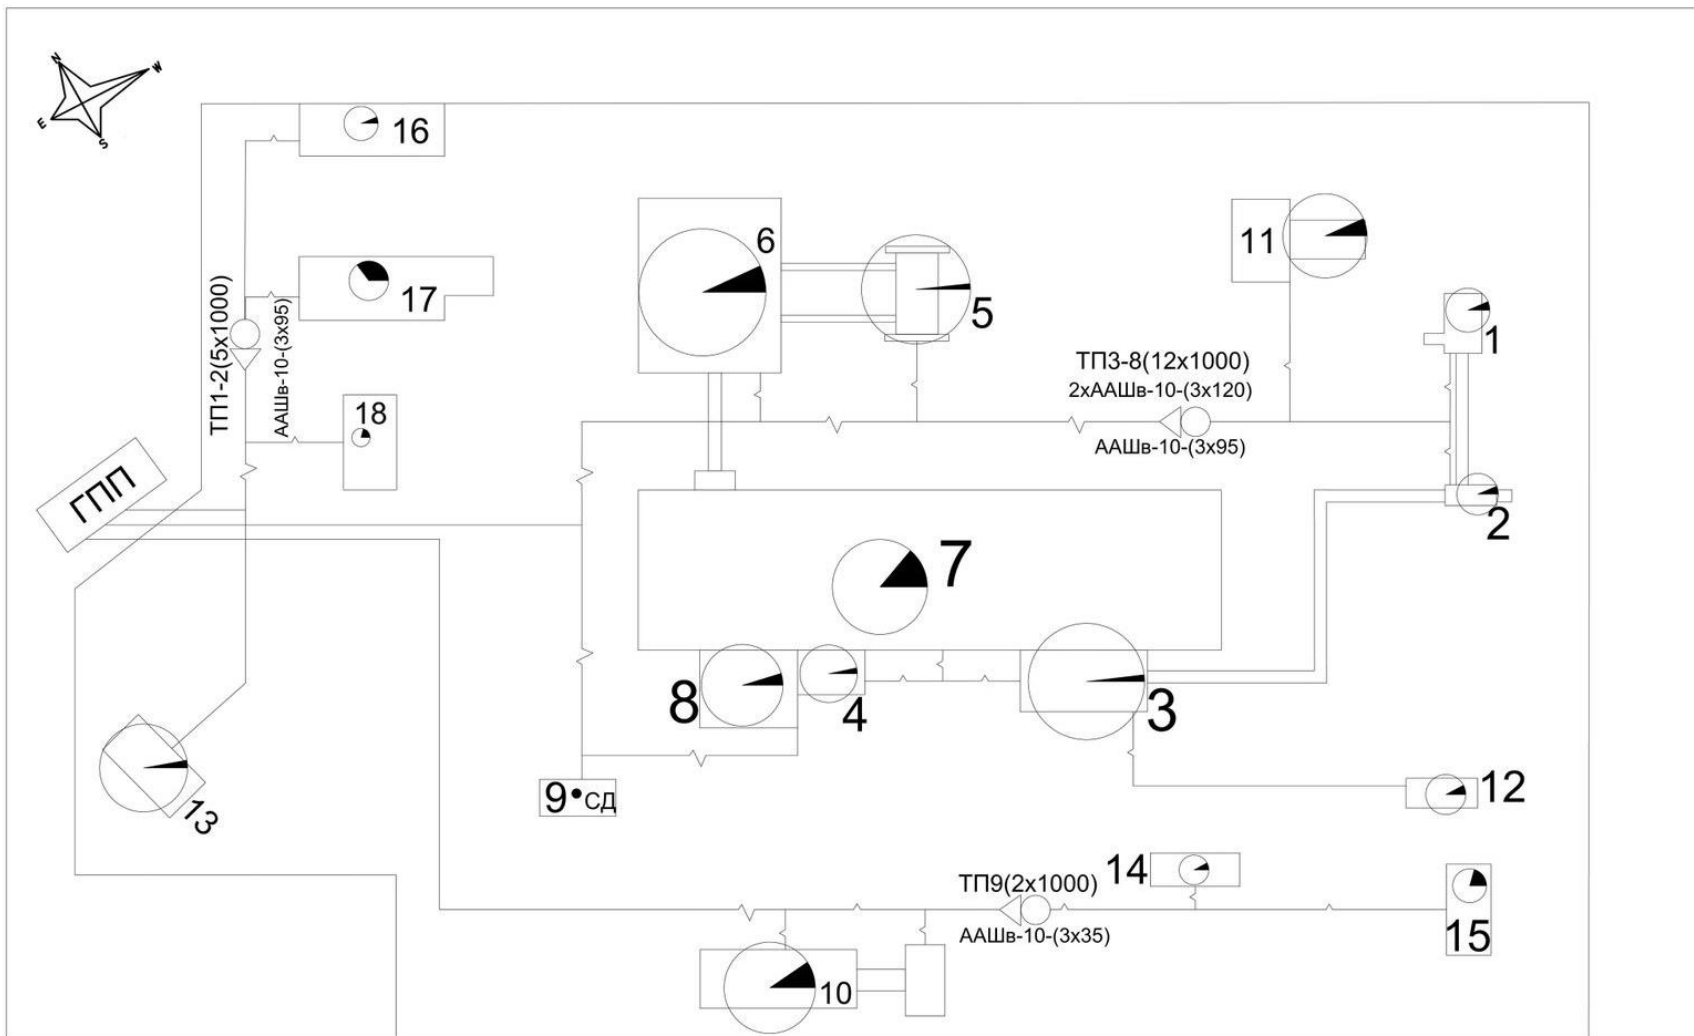 N
W
E
S
16
6
11
5
17
1
ТП1-2(5х1000)
ААШв-10-(3х95)
ТП3-8(12х1000)
2хААШв-10-(3х120)
ААШв-10-(3х95)
18
ГПП
2
7
8
4
3
13
9
СД
12
14
ТП9(2х1000)
ААШв-10-(3х35)
15
10